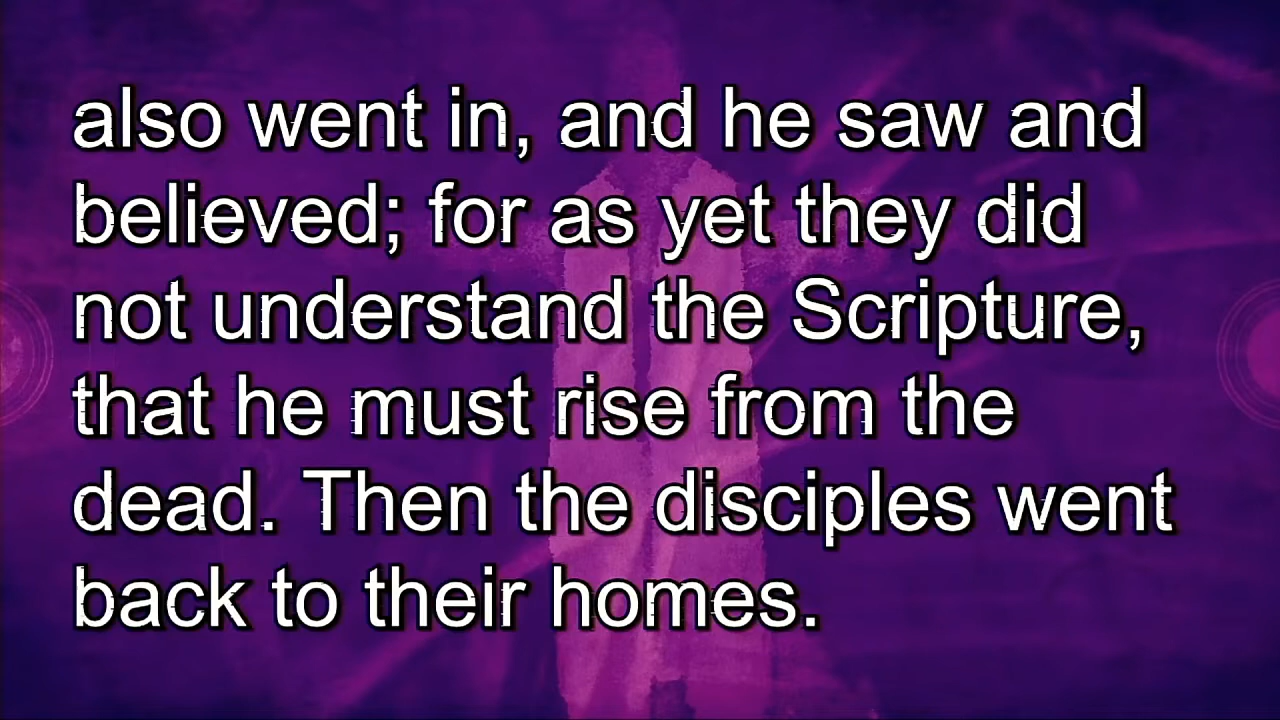 also went in, and he saw and
believed; for as yet they did
not understand the Scripture,
that he must rise from the
dead. Then the disciples went
back to their homes.